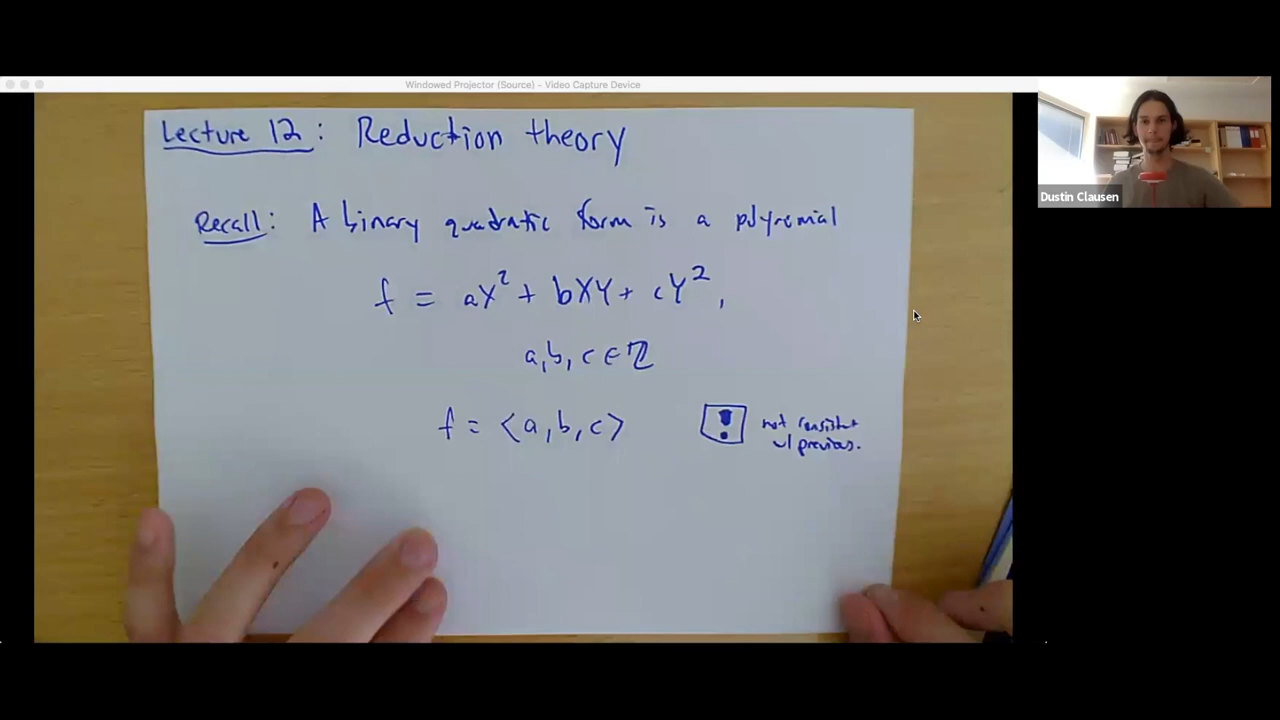 Windowed Projector (Source) - Video Capture Device
Lecture 12: Reduction theory
Recall: A binary quadratic form is a polynomial
f = aX² + bXY + cY²,
a,b,c ∈ ℤ
f = <a,b,c>
! not consistent
w/ previous.
Dustin Clausen